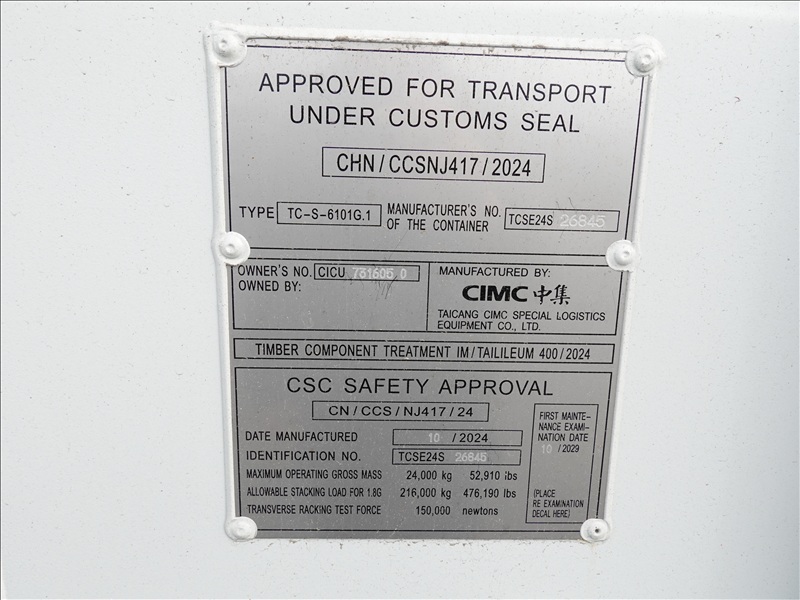 APPROVED FOR TRANSPORT
UNDER CUSTOMS SEAL
CHN/CCSNJ417/2024
TYPE TC-S-6101G.1 MANUFACTURER'S NO. OF THE CONTAINER TCSE24S 26845
OWNER'S NO. CICU 731605 0
OWNED BY:
MANUFACTURED BY:
CIMC 中集
TAICANG CIMC SPECIAL LOGISTICS
EQUIPMENT CO., LTD.
TIMBER COMPONENT TREATMENT IM/TAILILEUM 400/2024
CSC SAFETY APPROVAL
CN/CCS/NJ417/24
DATE MANUFACTURED 10 /2024
IDENTIFICATION NO. TCSE24S 26845
MAXIMUM OPERATING GROSS MASS 24,000 kg 52,910 lbs
ALLOWABLE STACKING LOAD FOR 1.8G 216,000 kg 476,190 lbs
TRANSVERSE RACKING TEST FORCE 150,000 newtons
FIRST MAINTE-
NANCE EXAMI-
NATION DATE
10 /2029
(PLACE
RE EXAMINATION
DECAL HERE)